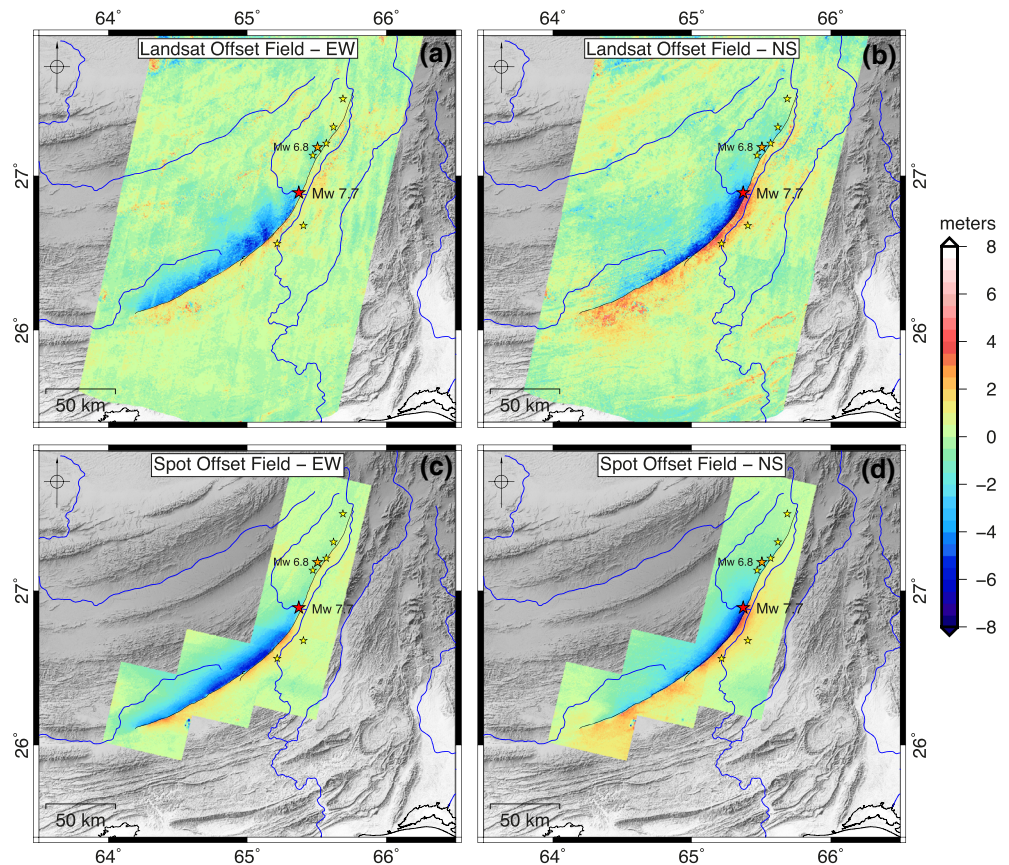 64° 65° 66° 64° 65° 66°
Landsat Offset Field – EW (a)
Landsat Offset Field – NS (b)
Mw 6.8 Mw 6.8
27° 27°
Mw 7.7 Mw 7.7
26° 26°
50 km 50 km
meters
8
6
4
2
0
−2
−4
−6
−8
Spot Offset Field – EW (c)
Spot Offset Field – NS (d)
Mw 6.8 Mw 6.8
27° 27°
Mw 7.7 Mw 7.7
26° 26°
50 km 50 km
64° 65° 66° 64° 65° 66°